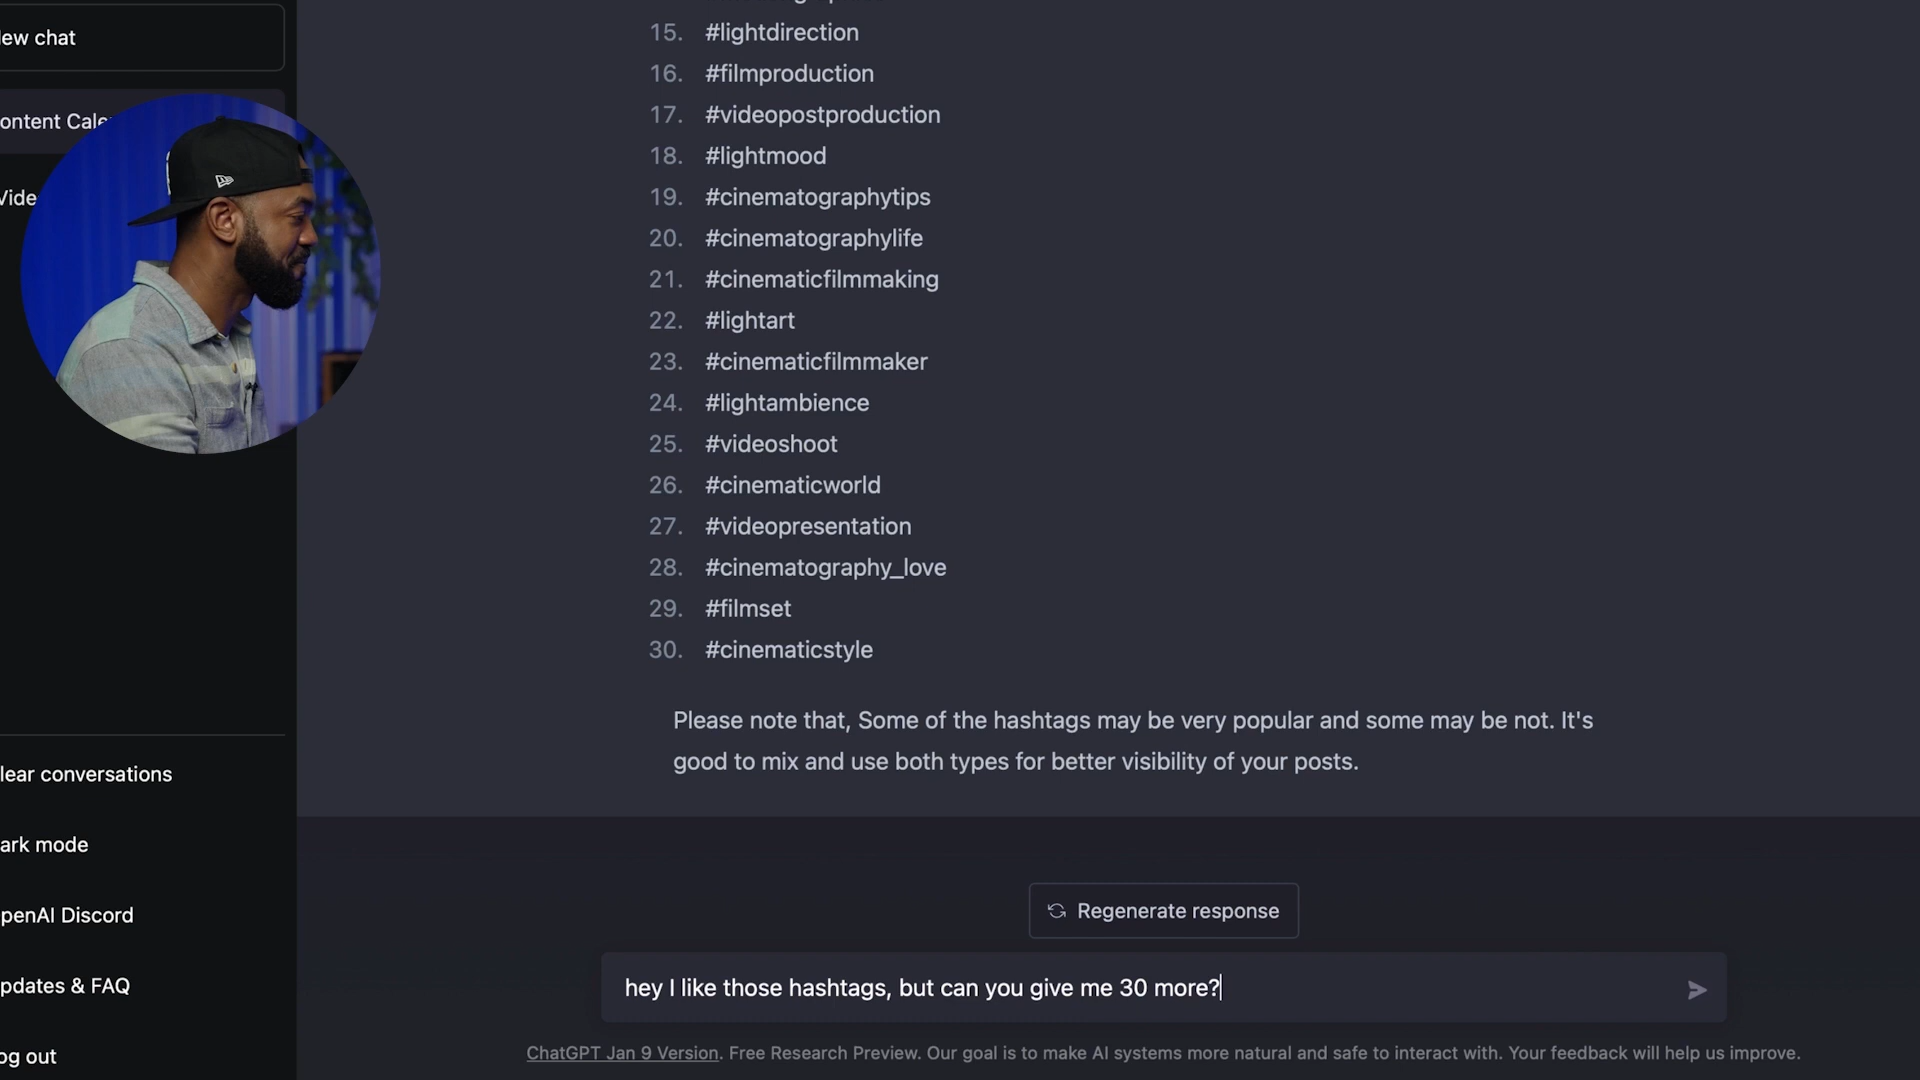 ew chat
ontent Cale
Vide
lear conversations
ark mode
penAI Discord
pdates & FAQ
og out
15. #lightdirection
16. #filmproduction
17. #videopostproduction
18. #lightmood
19. #cinematographytips
20. #cinematographylife
21. #cinematicfilmmaking
22. #lightart
23. #cinematicfilmmaker
24. #lightambience
25. #videoshoot
26. #cinematicworld
27. #videopresentation
28. #cinematography_love
29. #filmset
30. #cinematicstyle
Please note that, Some of the hashtags may be very popular and some may be not. It's
good to mix and use both types for better visibility of your posts.
Regenerate response
hey I like those hashtags, but can you give me 30 more?
ChatGPT Jan 9 Version. Free Research Preview. Our goal is to make AI systems more natural and safe to interact with. Your feedback will help us improve.